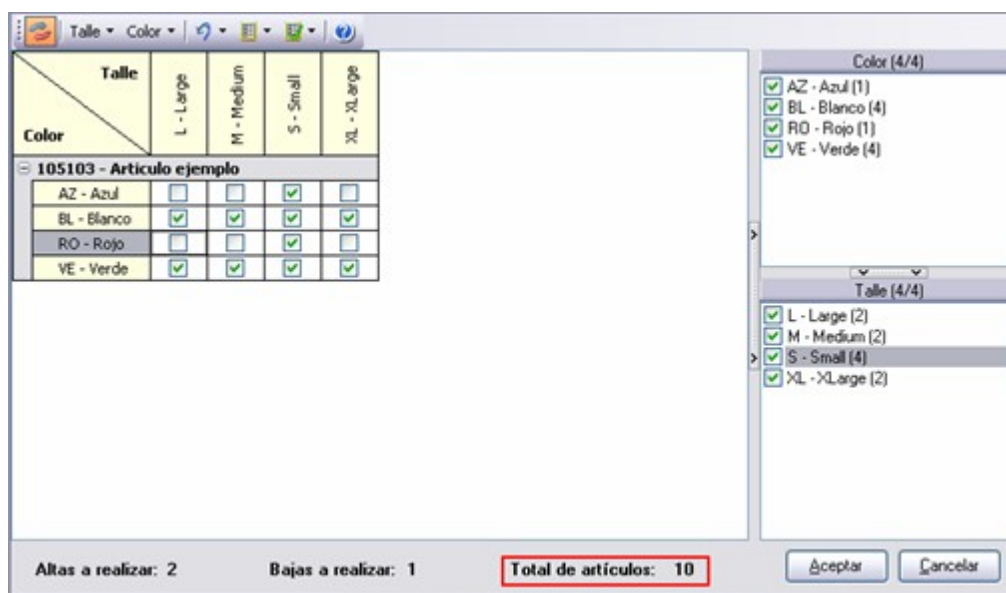 Talle Color
Talle
Color
L - Large
M - Medium
S - Small
XL - XLarge
105103 - Artículo ejemplo
AZ - Azul
BL - Blanco
RO - Rojo
VE - Verde
Color (4/4)
AZ - Azul (1)
BL - Blanco (4)
RO - Rojo (1)
VE - Verde (4)
Talle (4/4)
L - Large (2)
M - Medium (2)
S - Small (4)
XL - XLarge (2)
Altas a realizar: 2 Bajas a realizar: 1 Total de artículos: 10 Aceptar Cancelar